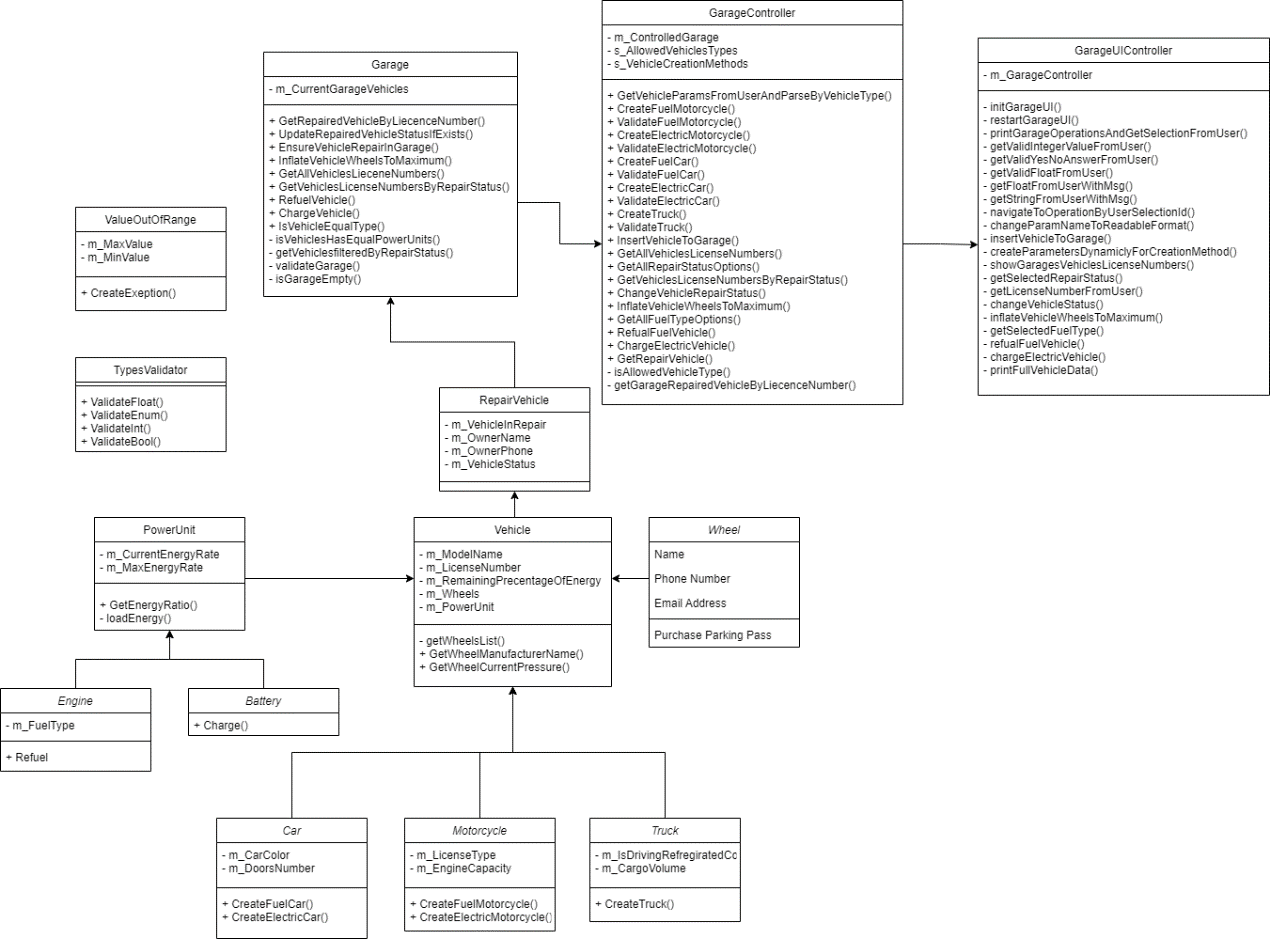 GarageController
- m_ControlledGarage
- s_AllowedVehiclesTypes
- s_VehicleCreationMethods
+ GetVehicleParamsFromUserAndParseByVehicleType()
+ CreateFuelMotorcycle()
+ ValidateFuelMotorcycle()
+ CreateElectricMotorcycle()
+ ValidateElectricMotorcycle()
+ CreateFuelCar()
+ ValidateFuelCar()
+ CreateElectricCar()
+ ValidateElectricCar()
+ CreateTruck()
+ ValidateTruck()
+ InsertVehicleToGarage()
+ GetAllVehiclesLicenseNumbers()
+ GetAllRepairStatusOptions()
+ GetVehiclesLicenseNumbersByRepairStatus()
+ ChangeVehicleRepairStatus()
+ InflateVehicleWheelsToMaximum()
+ GetAllFuelTypeOptions()
+ RefualFuelVehicle()
+ ChargeElectricVehicle()
+ GetRepairVehicle()
- isAllowedVehicleType()
- getGarageRepairedVehicleByLiecenceNumber()
GarageUIController
- m_GarageController
- initGarageUI()
- restartGarageUI()
- printGarageOperationsAndGetSelectionFromUser()
- getValidIntegerValueFromUser()
- getValidYesNoAnswerFromUser()
- getValidFloatFromUser()
- getFloatFromUserWithMsg()
- getStringFromUserWithMsg()
- navigateToOperationByUserSelectionId()
- changeParamNameToReadableFormat()
- insertVehicleToGarage()
- createParametersDynamiclyForCreationMethod()
- showGaragesVehiclesLicenseNumbers()
- getSelectedRepairStatus()
- getLicenseNumberFromUser()
- changeVehicleStatus()
- inflateVehicleWheelsToMaximum()
- getSelectedFuelType()
- refualFuelVehicle()
- chargeElectricVehicle()
- printFullVehicleData()
Garage
- m_CurrentGarageVehicles
+ GetRepairedVehicleByLiecenceNumber()
+ UpdateRepairedVehicleStatusIfExists()
+ EnsureVehicleRepairInGarage()
+ InflateVehicleWheelsToMaximum()
+ GetAllVehiclesLieceneNumbers()
+ GetVehiclesLicenseNumbersByRepairStatus()
+ RefuelVehicle()
+ ChargeVehicle()
+ IsVehicleEqualType()
- isVehiclesHasEqualPowerUnits()
- getVehiclesfilteredByRepairStatus()
- validateGarage()
- isGarageEmpty()
ValueOutOfRange
- m_MaxValue
- m_MinValue
+ CreateExeption()
TypesValidator
+ ValidateFloat()
+ ValidateEnum()
+ ValidateInt()
+ ValidateBool()
RepairVehicle
- m_VehicleInRepair
- m_OwnerName
- m_OwnerPhone
- m_VehicleStatus
PowerUnit
- m_CurrentEnergyRate
- m_MaxEnergyRate
+ GetEnergyRatio()
- loadEnergy()
Vehicle
- m_ModelName
- m_LicenseNumber
- m_RemainingPrecentageOfEnergy
- m_Wheels
- m_PowerUnit
- getWheelsList()
+ GetWheelManufacturerName()
+ GetWheelCurrentPressure()
Wheel
Name
Phone Number
Email Address
Purchase Parking Pass
Engine
- m_FuelType
+ Refuel
Battery
+ Charge()
Car
- m_CarColor
- m_DoorsNumber
+ CreateFuelCar()
+ CreateElectricCar()
Motorcycle
- m_LicenseType
- m_EngineCapacity
+ CreateFuelMotorcycle()
+ CreateElectricMotorcycle()
Truck
- m_IsDrivingRefregiratedCo
- m_CargoVolume
+ CreateTruck()